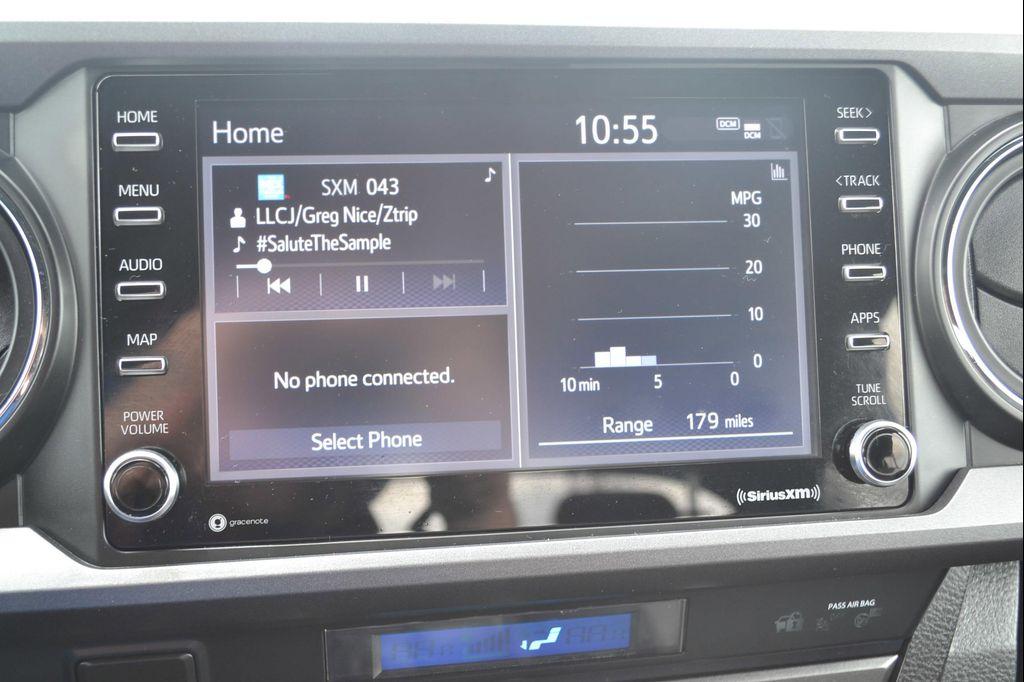 HOME
MENU
AUDIO
MAP
POWER
VOLUME
gracenote
Home
10:55
DCM
DCM
SXM 043
LLCJ/Greg Nice/Ztrip
#SaluteTheSample
No phone connected.
Select Phone
MPG
30
20
10
0
10 min 5 0
Range 179 miles
SEEK>
<TRACK
PHONE
APPS
TUNE
SCROLL
((SiriusXM))
PASS AIR BAG